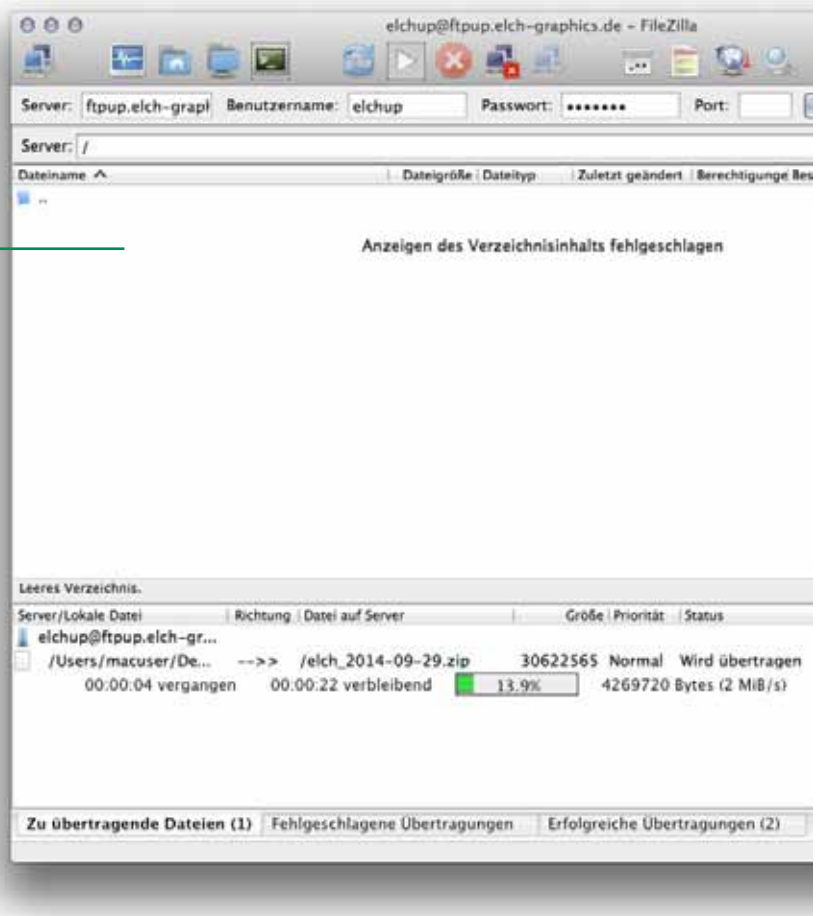 elchup@ftpup.elch-graphics.de - FileZilla
Server: ftpup.elch-graph Benutzername: elchup Passwort: ••••••• Port:
Server: /
Dateiname Dateigröße Dateityp Zuletzt geändert Berechtigunge Bes
..
Anzeigen des Verzeichnisinhalts fehlgeschlagen
Leeres Verzeichnis.
Server/Lokale Datei Richtung Datei auf Server Größe Priorität Status
elchup@ftpup.elch-gr...
/Users/macuser/De... -->> /elch_2014-09-29.zip 30622565 Normal Wird übertragen
00:00:04 vergangen 00:00:22 verbleibend 13.9% 4269720 Bytes (2 MiB/s)
Zu übertragende Dateien (1) Fehlgeschlagene Übertragungen Erfolgreiche Übertragungen (2)